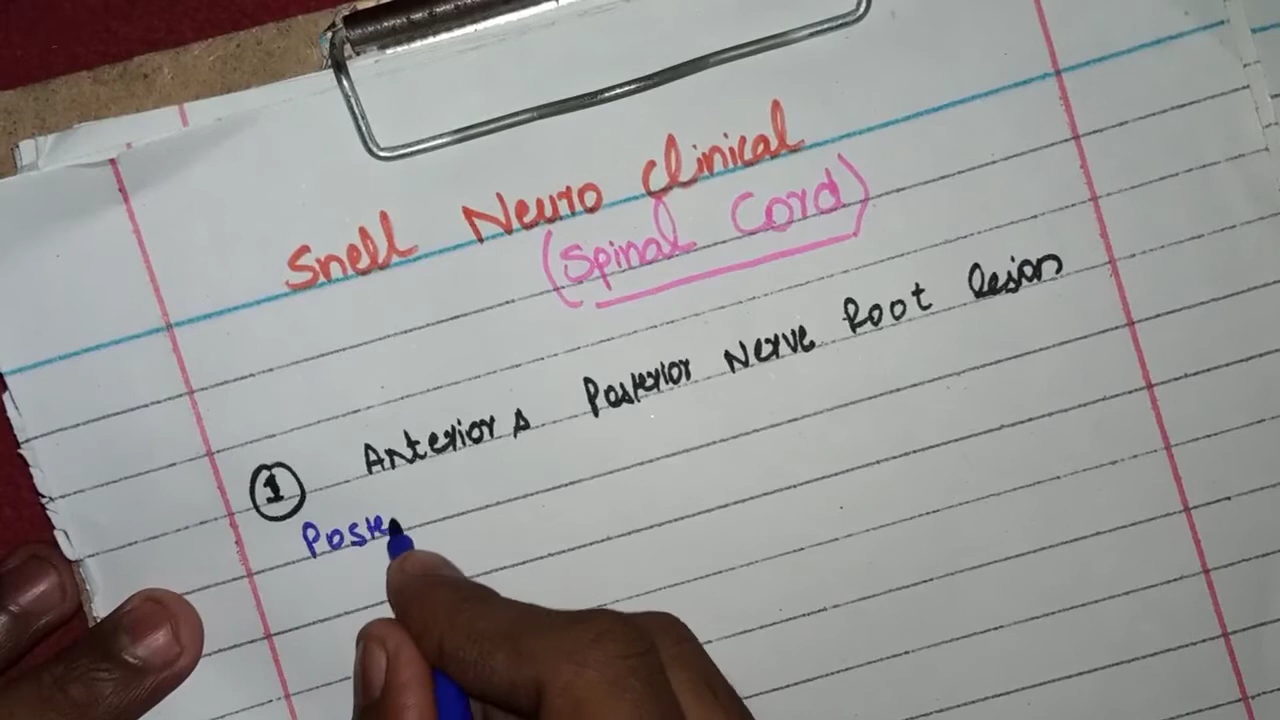 Snell Neuro Clinical
(Spinal Cord)
1 Anterior & Posterior Nerve Root lesion
Poste